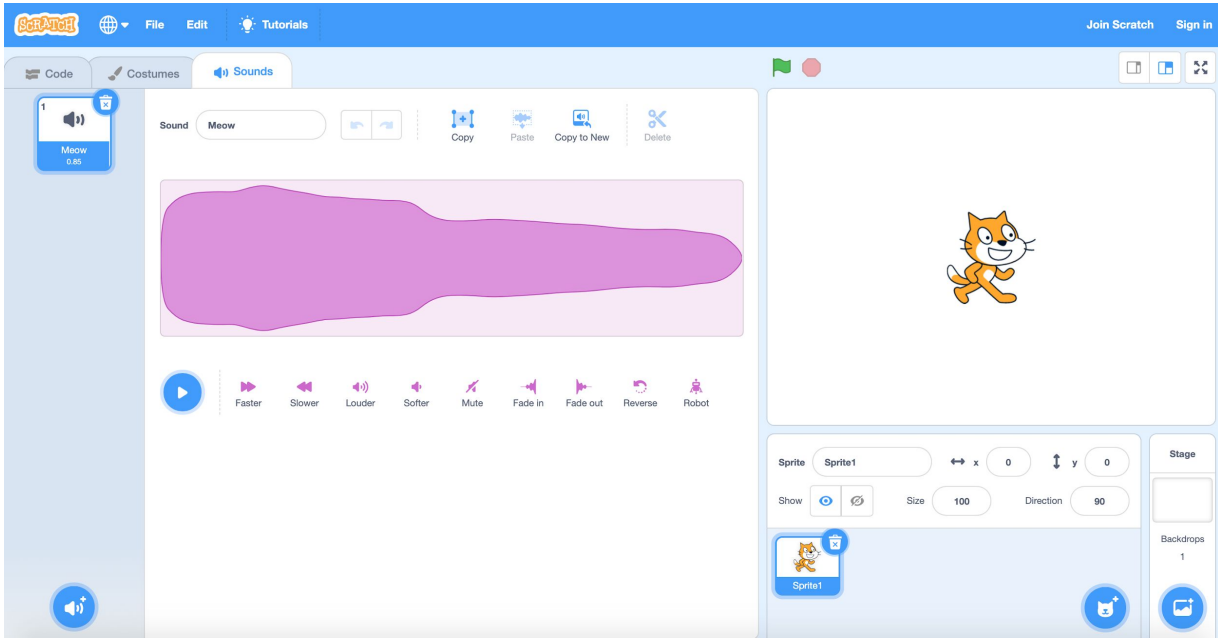 SCRATCH File Edit Tutorials Join Scratch Sign in
Code Costumes Sounds
1
Meow
0.85
Sound Meow Copy Paste Copy to New Delete
Faster Slower Louder Softer Mute Fade in Fade out Reverse Robot
Sprite Sprite1 x 0 y 0
Show Size 100 Direction 90
Sprite1
Stage
Backdrops
1